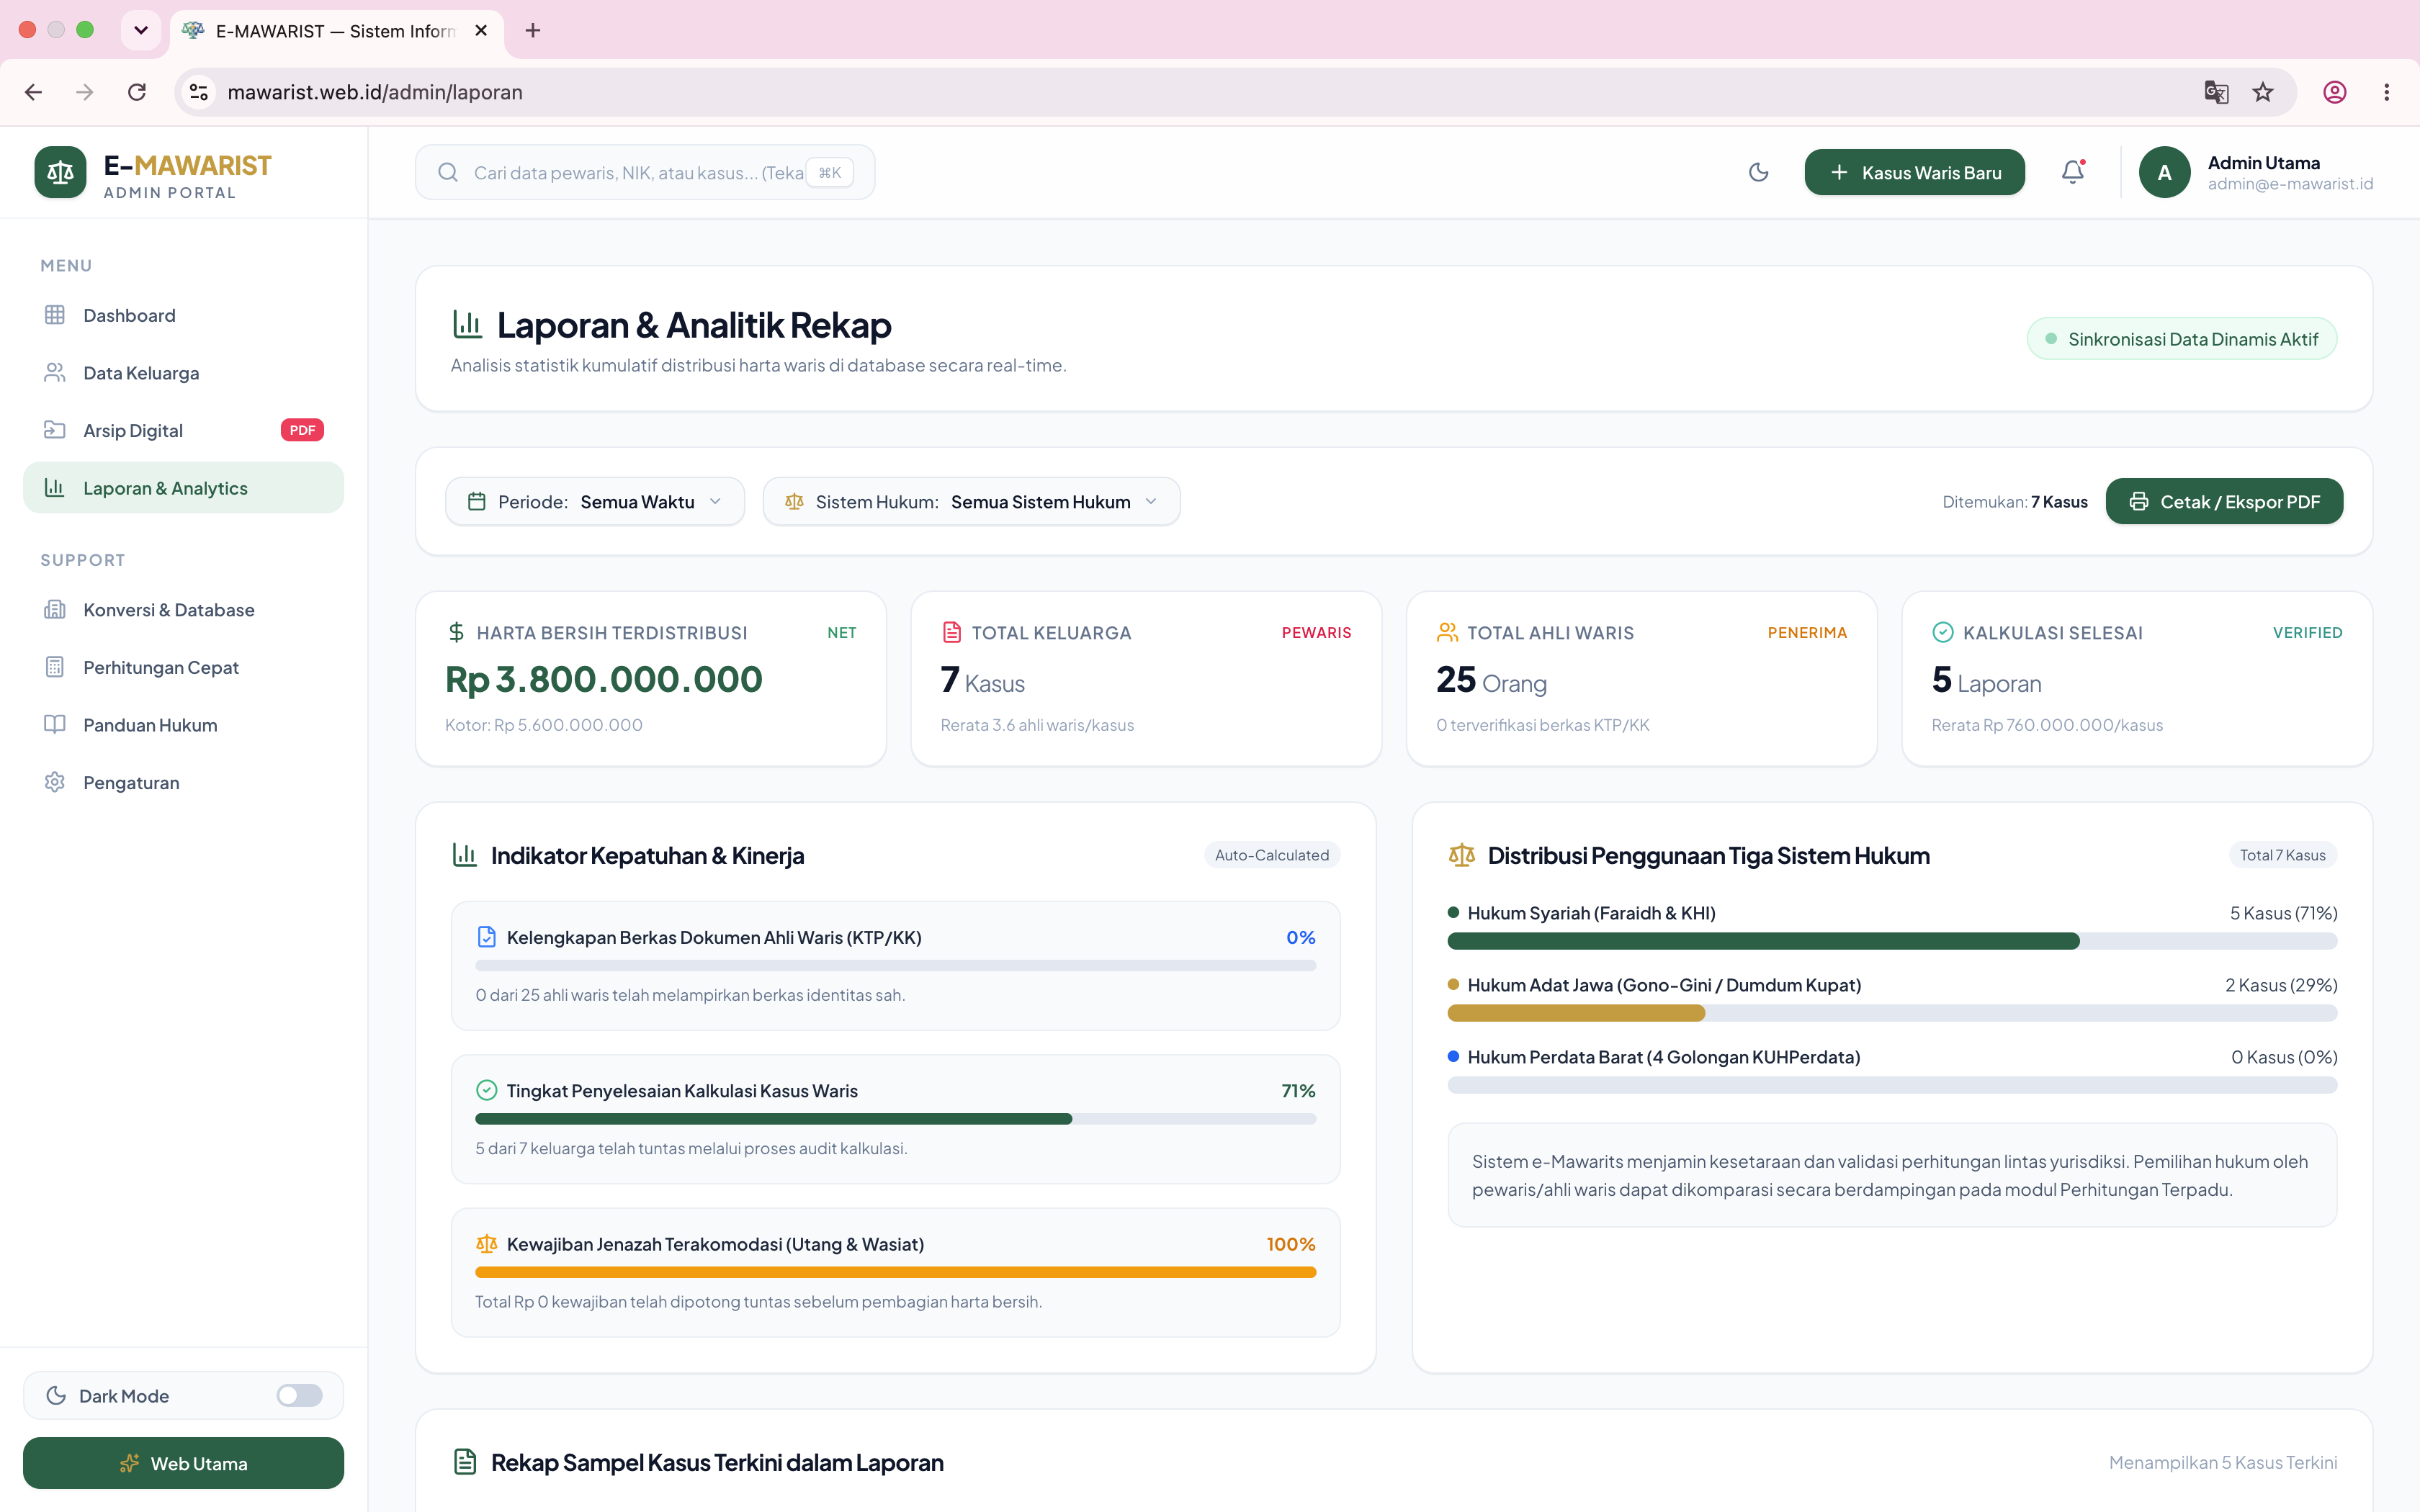 E-MAWARIST — Sistem Inform
mawarist.web.id/admin/laporan
E-MAWARIST
ADMIN PORTAL
Cari data pewaris, NIK, atau kasus... (Teka
⌘K
Kasus Waris Baru
A
Admin Utama
admin@e-mawarist.id
MENU
Dashboard
Data Keluarga
Arsip Digital
PDF
Laporan & Analytics
SUPPORT
Konversi & Database
Perhitungan Cepat
Panduan Hukum
Pengaturan
Dark Mode
Web Utama
Laporan & Analitik Rekap
Analisis statistik kumulatif distribusi harta waris di database secara real-time.
Sinkronisasi Data Dinamis Aktif
Periode: Semua Waktu
Sistem Hukum: Semua Sistem Hukum
Ditemukan: 7 Kasus
Cetak / Ekspor PDF
HARTA BERSIH TERDISTRIBUSI
NET
Rp 3.800.000.000
Kotor: Rp 5.600.000.000
TOTAL KELUARGA
PEWARIS
7 Kasus
Rerata 3.6 ahli waris/kasus
TOTAL AHLI WARIS
PENERIMA
25 Orang
0 terverifikasi berkas KTP/KK
KALKULASI SELESAI
VERIFIED
5 Laporan
Rerata Rp 760.000.000/kasus
Indikator Kepatuhan & Kinerja
Auto-Calculated
Kelengkapan Berkas Dokumen Ahli Waris (KTP/KK)
0%
0 dari 25 ahli waris telah melampirkan berkas identitas sah.
Tingkat Penyelesaian Kalkulasi Kasus Waris
71%
5 dari 7 keluarga telah tuntas melalui proses audit kalkulasi.
Kewajiban Jenazah Terakomodasi (Utang & Wasiat)
100%
Total Rp 0 kewajiban telah dipotong tuntas sebelum pembagian harta bersih.
Distribusi Penggunaan Tiga Sistem Hukum
Total 7 Kasus
Hukum Syariah (Faraidh & KHI)
5 Kasus (71%)
Hukum Adat Jawa (Gono-Gini / Dumdum Kupat)
2 Kasus (29%)
Hukum Perdata Barat (4 Golongan KUHPerdata)
0 Kasus (0%)
Sistem e-Mawarits menjamin kesetaraan dan validasi perhitungan lintas yurisdiksi. Pemilihan hukum oleh
pewaris/ahli waris dapat dikomparasi secara berdampingan pada modul Perhitungan Terpadu.
Rekap Sampel Kasus Terkini dalam Laporan
Menampilkan 5 Kasus Terkini